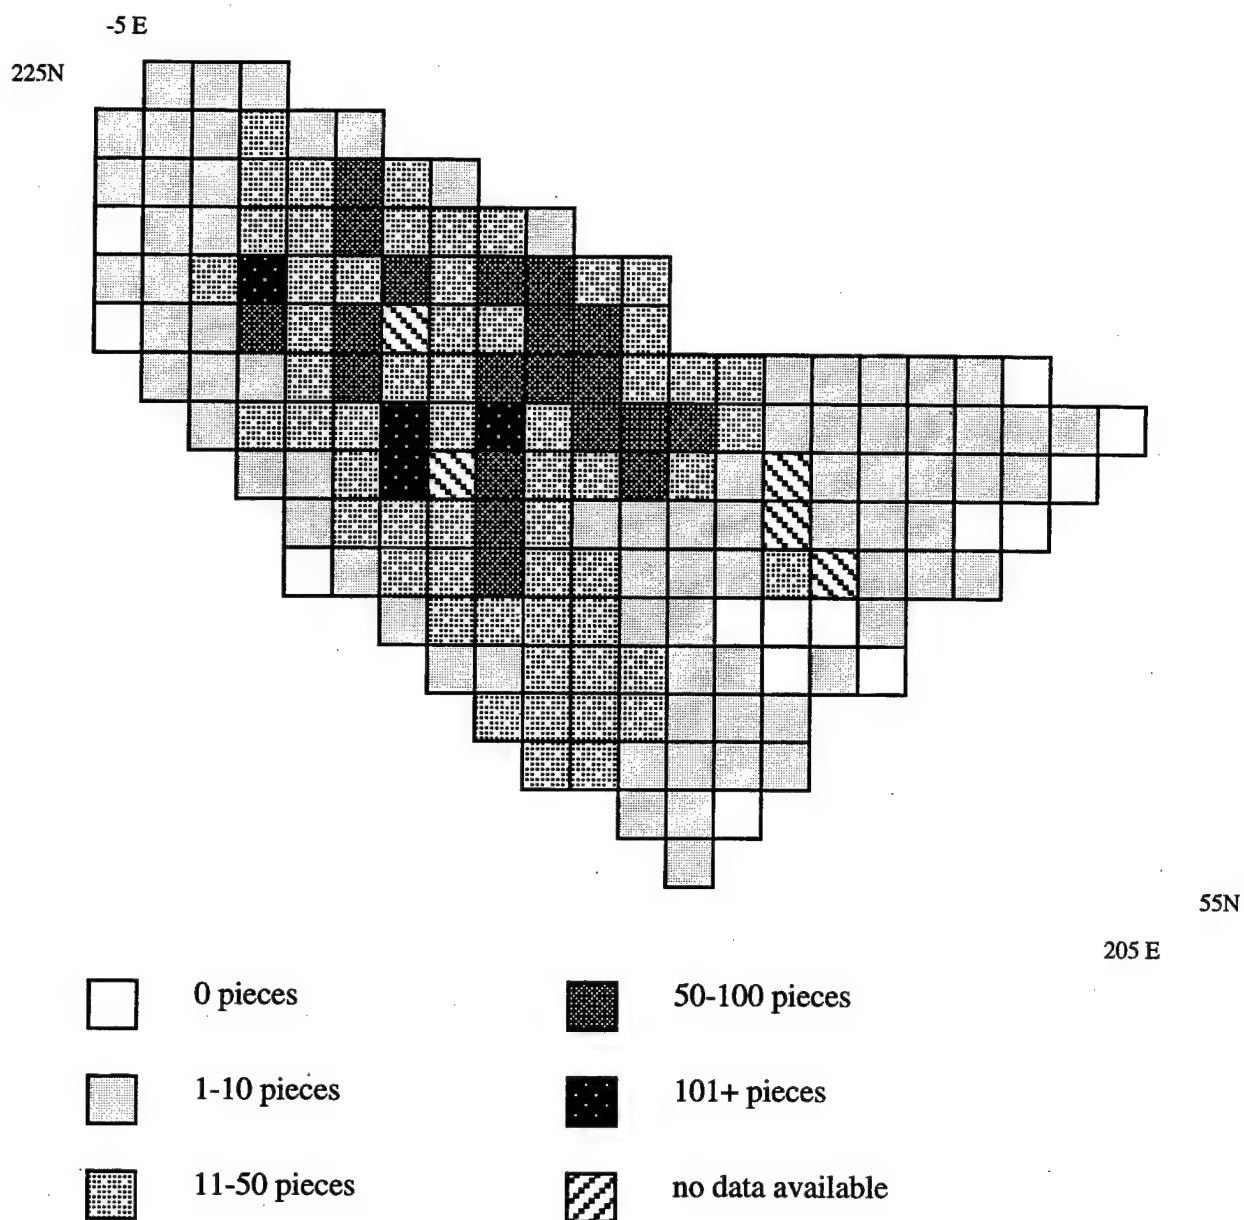 -5 E
225N
55N
205 E
0 pieces
50-100 pieces
1-10 pieces
101+ pieces
11-50 pieces
no data available